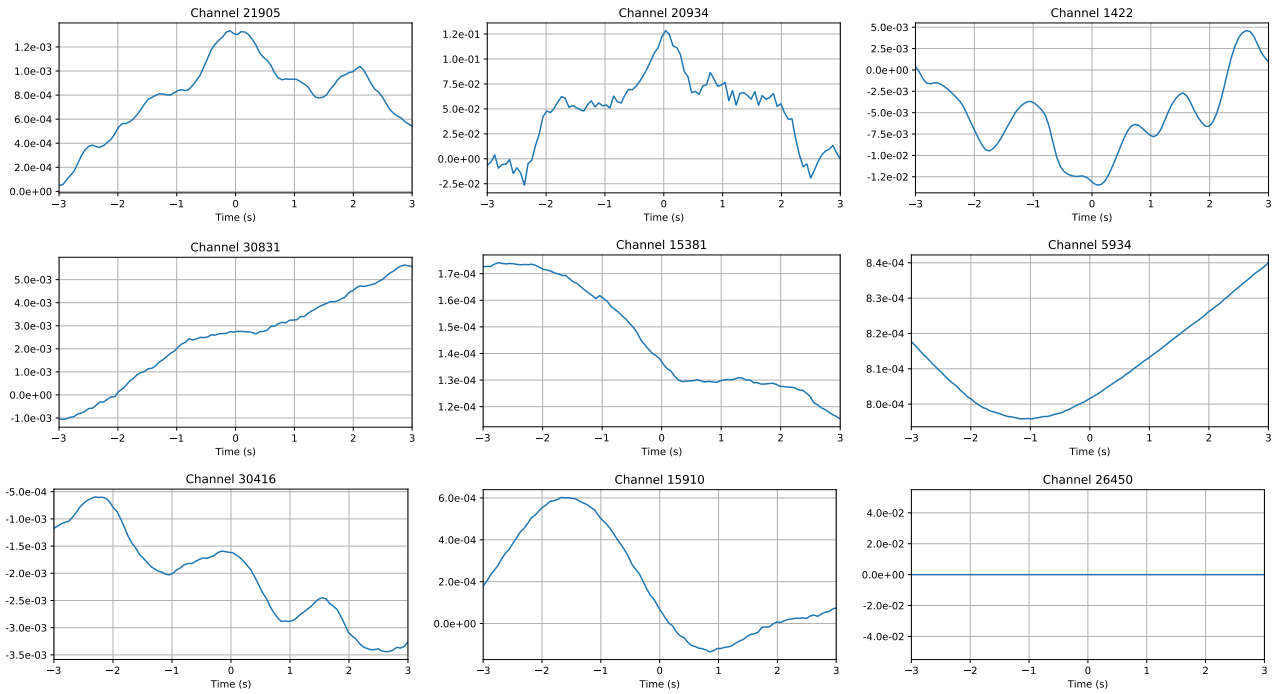 Channel 21905
1.2e−03
1.0e−03
8.0e−04
6.0e−04
4.0e−04
2.0e−04
0.0e+00
−3 −2 −1 0 1 2 3
Time (s)
Channel 20934
1.2e−01
1.0e−01
7.5e−02
5.0e−02
2.5e−02
0.0e+00
−2.5e−02
−3 −2 −1 0 1 2 3
Time (s)
Channel 1422
5.0e−03
2.5e−03
0.0e+00
−2.5e−03
−5.0e−03
−7.5e−03
−1.0e−02
−1.2e−02
−3 −2 −1 0 1 2 3
Time (s)
Channel 30831
5.0e−03
4.0e−03
3.0e−03
2.0e−03
1.0e−03
0.0e+00
−1.0e−03
−3 −2 −1 0 1 2 3
Time (s)
Channel 15381
1.7e−04
1.6e−04
1.5e−04
1.4e−04
1.3e−04
1.2e−04
−3 −2 −1 0 1 2 3
Time (s)
Channel 5934
8.4e−04
8.3e−04
8.2e−04
8.1e−04
8.0e−04
−3 −2 −1 0 1 2 3
Time (s)
Channel 30416
−5.0e−04
−1.0e−03
−1.5e−03
−2.0e−03
−2.5e−03
−3.0e−03
−3.5e−03
−3 −2 −1 0 1 2 3
Time (s)
Channel 15910
6.0e−04
4.0e−04
2.0e−04
0.0e+00
−3 −2 −1 0 1 2 3
Time (s)
Channel 26450
4.0e−02
2.0e−02
0.0e+00
−2.0e−02
−4.0e−02
−3 −2 −1 0 1 2 3
Time (s)